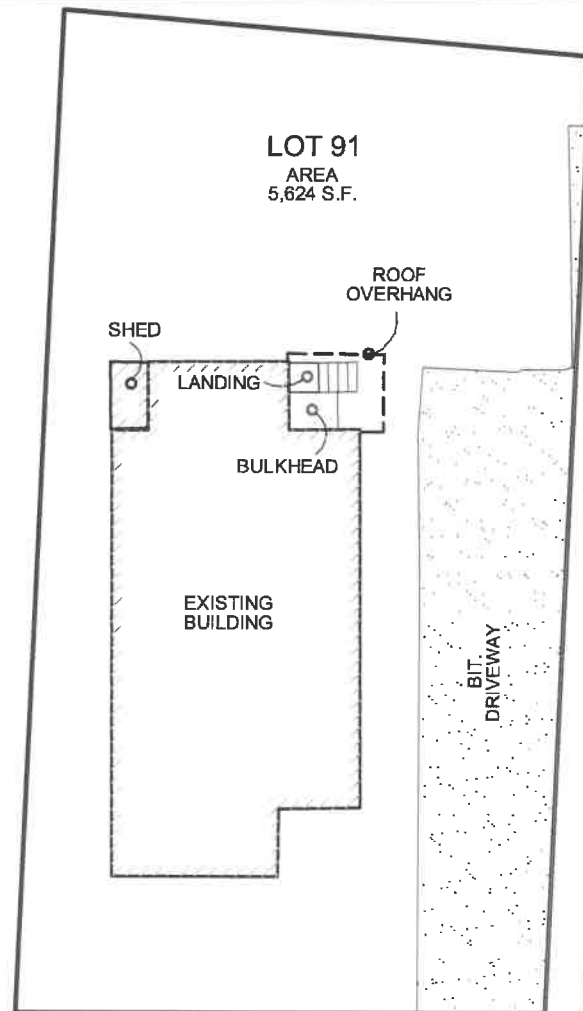 LOT 91
AREA
5,624 S.F.
ROOF
OVERHANG
SHED
LANDING
BULKHEAD
EXISTING
BUILDING
BIT.
DRIVEWAY